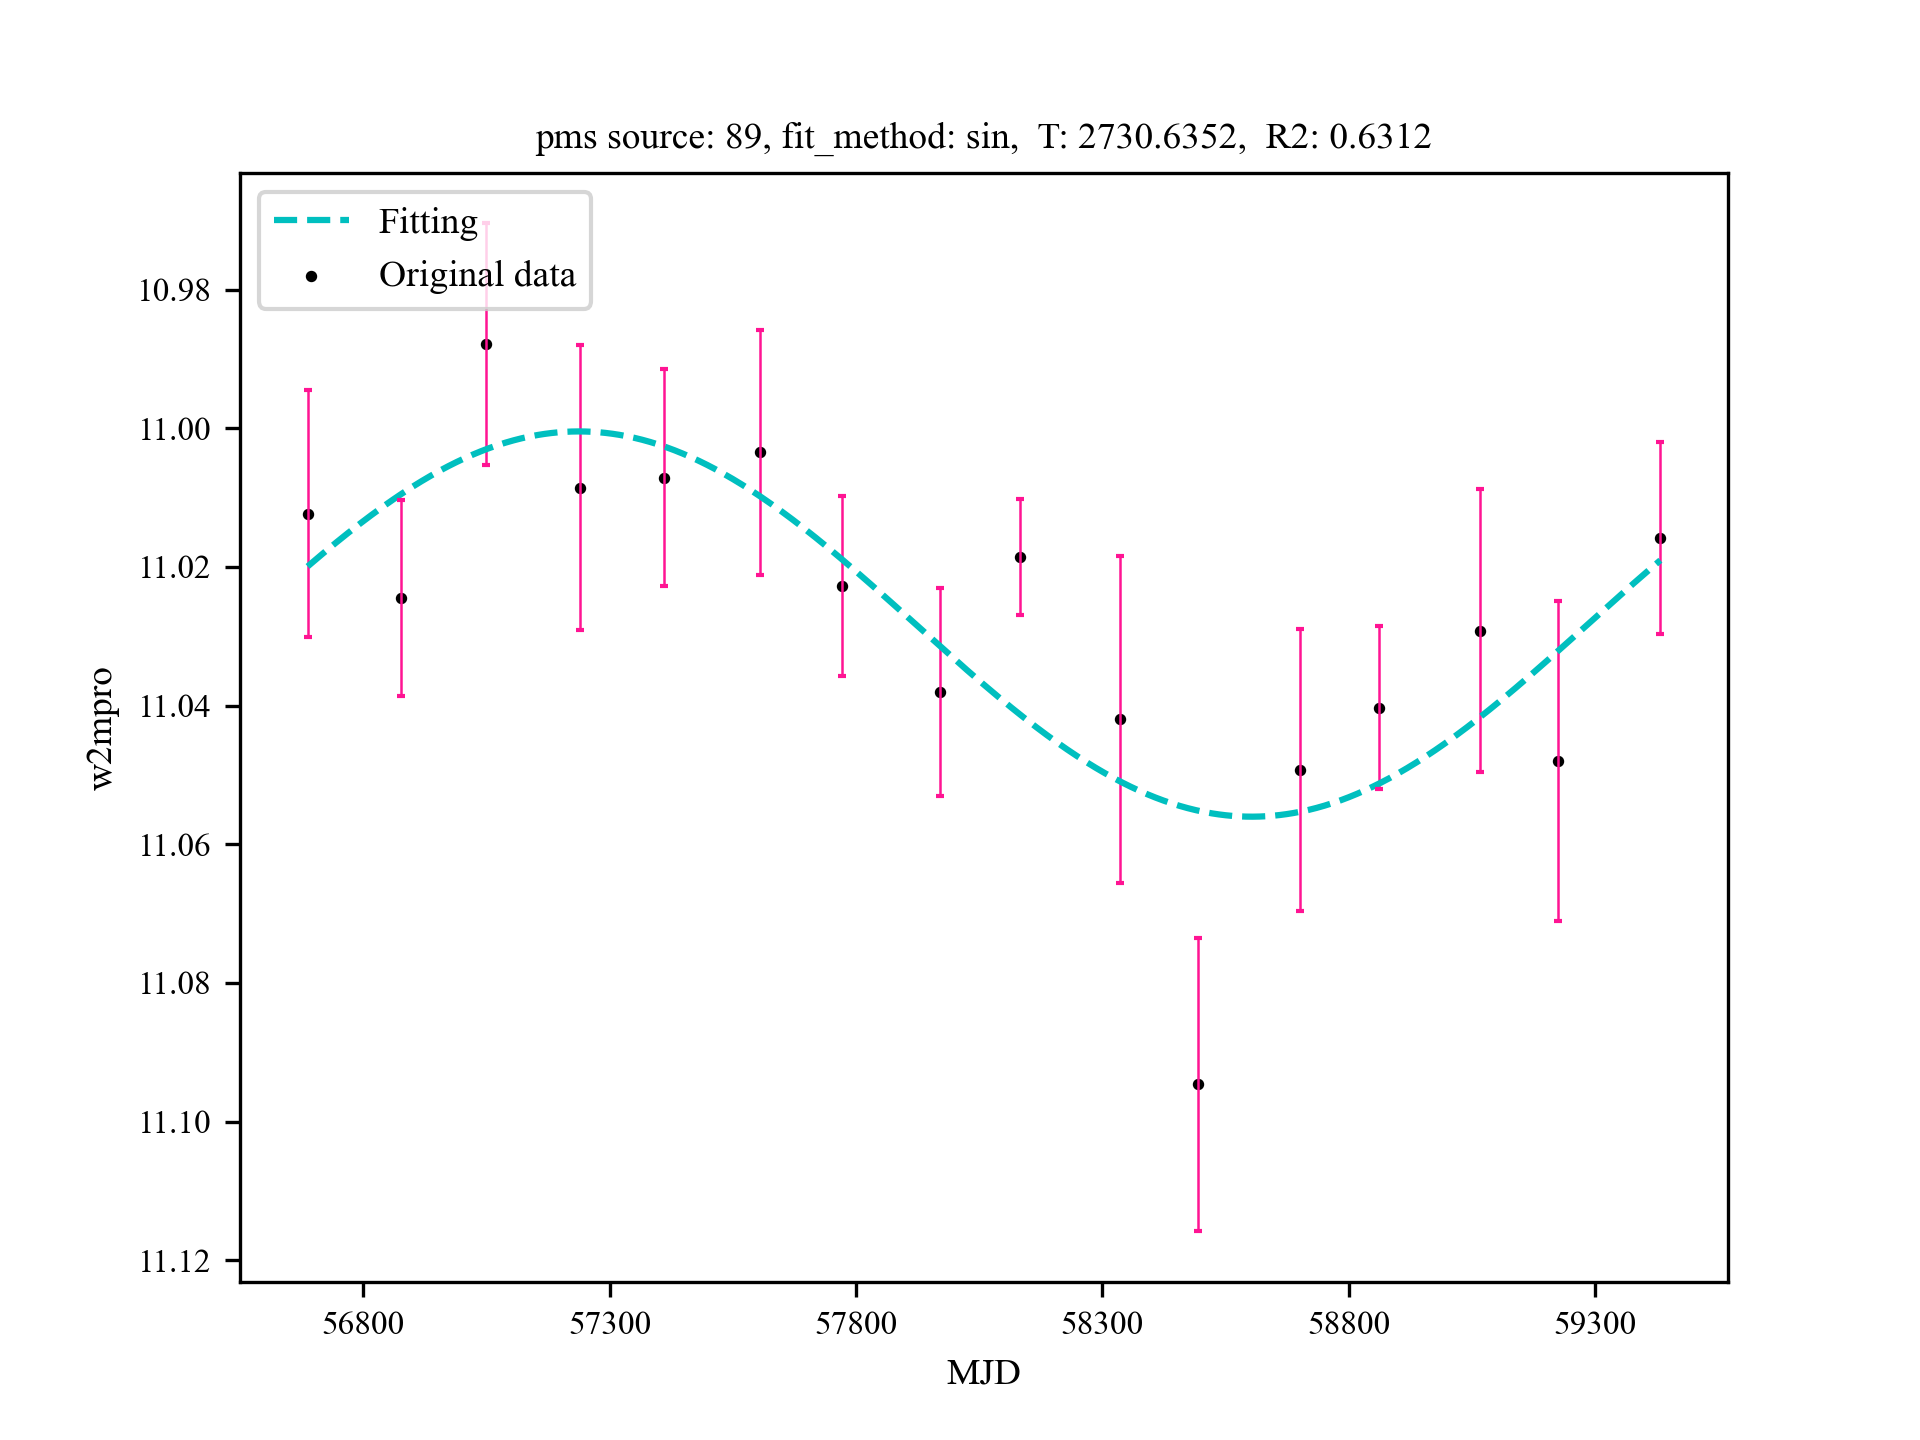 pms source: 89, fit_method: sin,  T: 2730.6352,  R2: 0.6312
Fitting
Original data
10.98
11.00
11.02
11.04
11.06
11.08
11.10
11.12
w2mpro
56800 57300 57800 58300 58800 59300
MJD